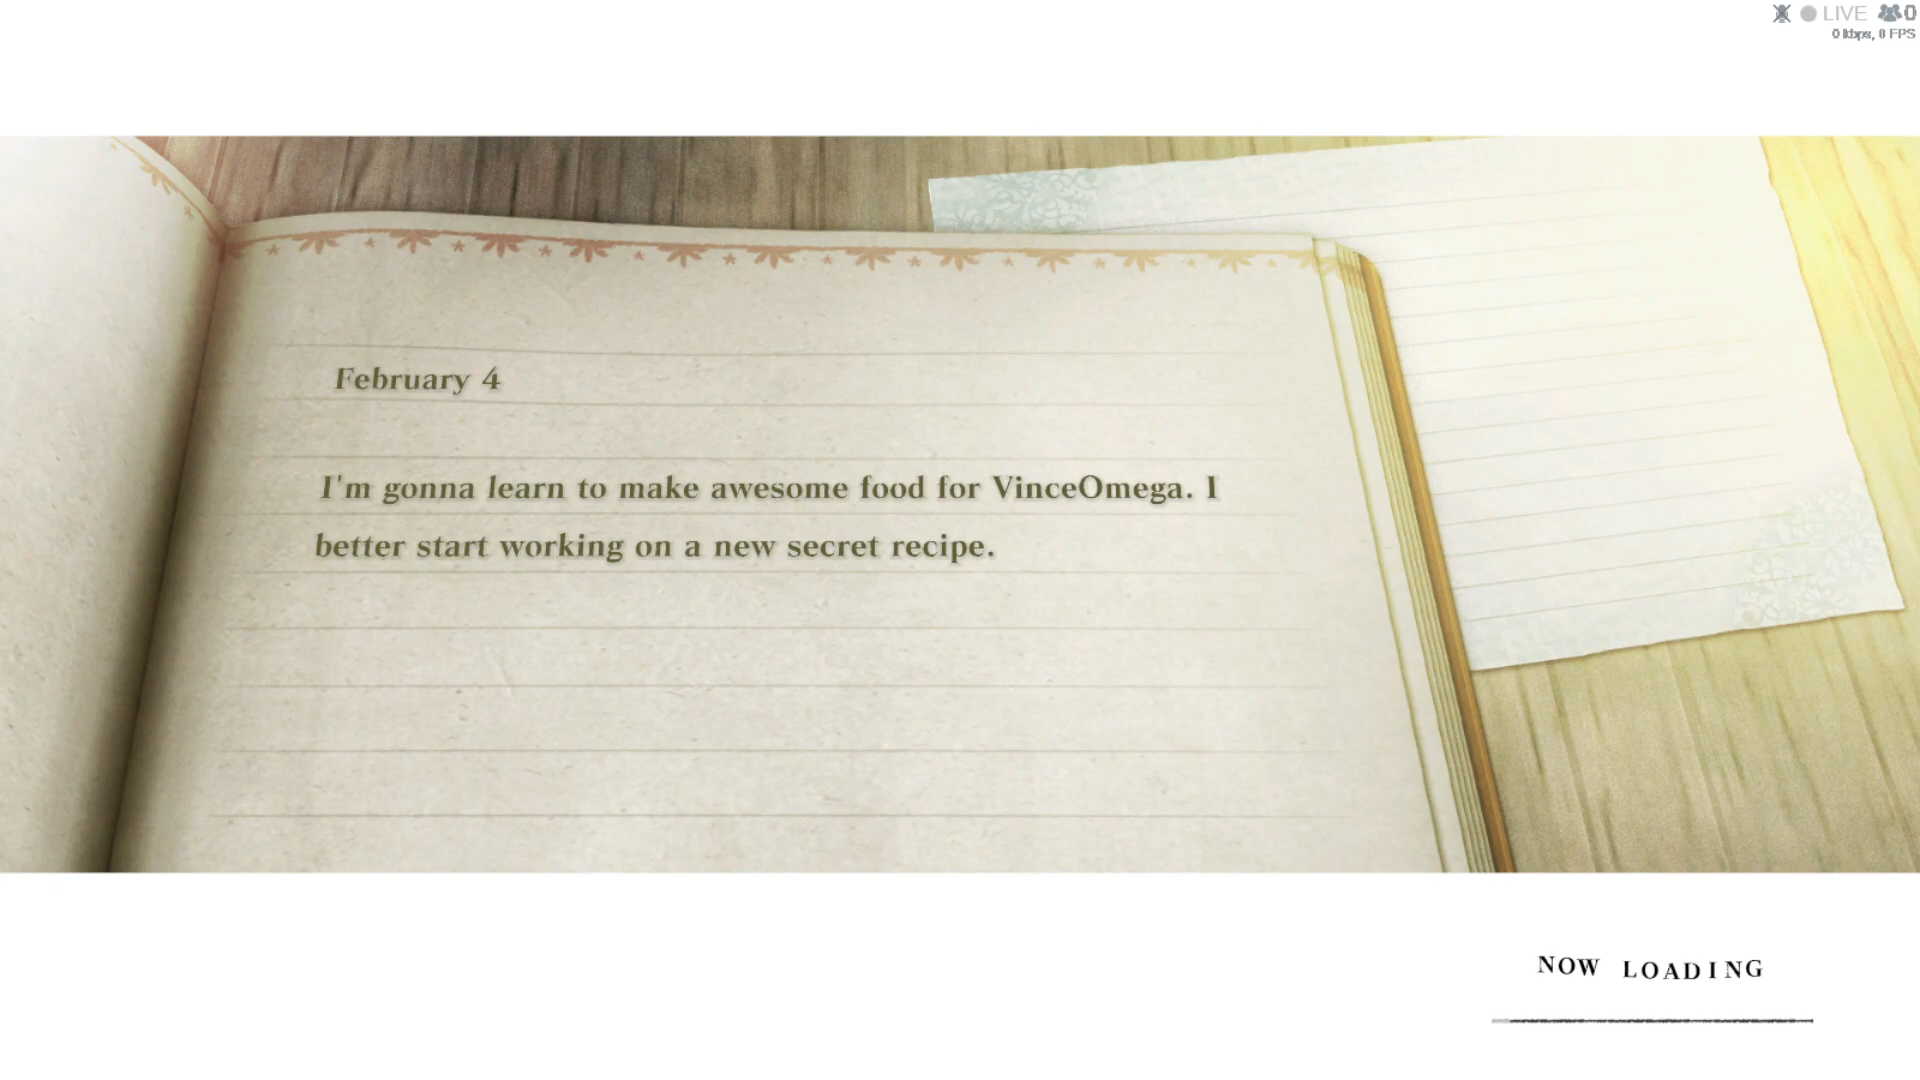 LIVE 0
0 kbps, 0 FPS
February 4
I'm gonna learn to make awesome food for VinceOmega. I
better start working on a new secret recipe.
NOW LOADING